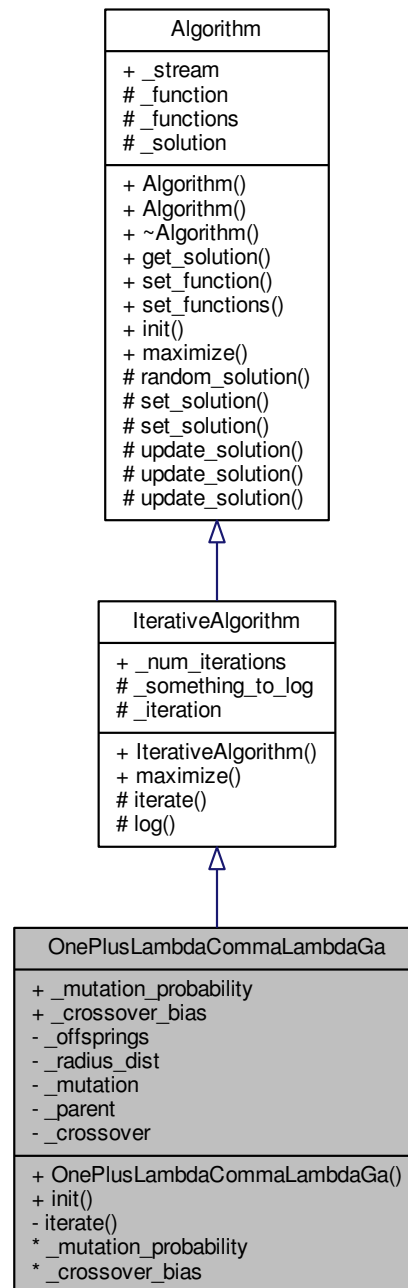 Algorithm
+ _stream
# _function
# _functions
# _solution
+ Algorithm()
+ Algorithm()
+ ~Algorithm()
+ get_solution()
+ set_function()
+ set_functions()
+ init()
+ maximize()
# random_solution()
# set_solution()
# set_solution()
# update_solution()
# update_solution()
# update_solution()
IterativeAlgorithm
+ _num_iterations
# _something_to_log
# _iteration
+ IterativeAlgorithm()
+ maximize()
# iterate()
# log()
OnePlusLambdaCommaLambdaGa
+ _mutation_probability
+ _crossover_bias
- _offsprings
- _radius_dist
- _mutation
- _parent
- _crossover
+ OnePlusLambdaCommaLambdaGa()
+ init()
- iterate()
* _mutation_probability
* _crossover_bias